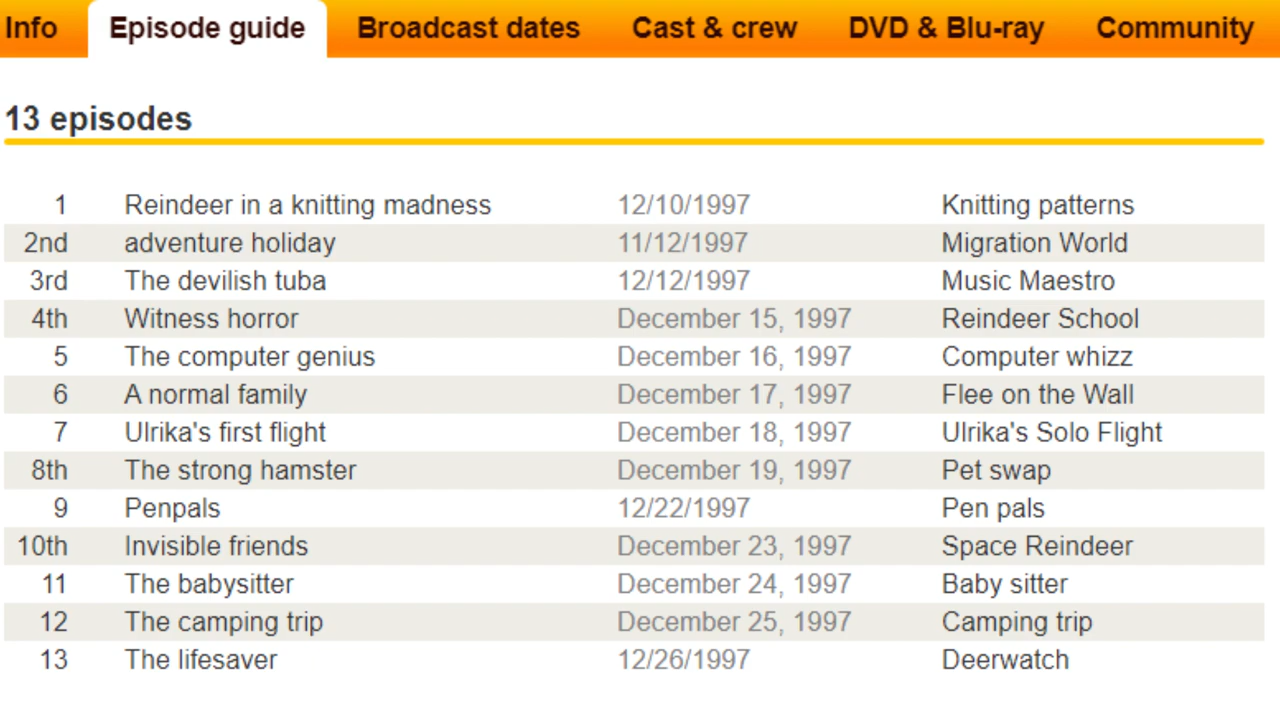 Info Episode guide Broadcast dates Cast & crew DVD & Blu-ray Community
13 episodes
1 Reindeer in a knitting madness 12/10/1997 Knitting patterns
2nd adventure holiday 11/12/1997 Migration World
3rd The devilish tuba 12/12/1997 Music Maestro
4th Witness horror December 15, 1997 Reindeer School
5 The computer genius December 16, 1997 Computer whizz
6 A normal family December 17, 1997 Flee on the Wall
7 Ulrika's first flight December 18, 1997 Ulrika's Solo Flight
8th The strong hamster December 19, 1997 Pet swap
9 Penpals 12/22/1997 Pen pals
10th Invisible friends December 23, 1997 Space Reindeer
11 The babysitter December 24, 1997 Baby sitter
12 The camping trip December 25, 1997 Camping trip
13 The lifesaver 12/26/1997 Deerwatch